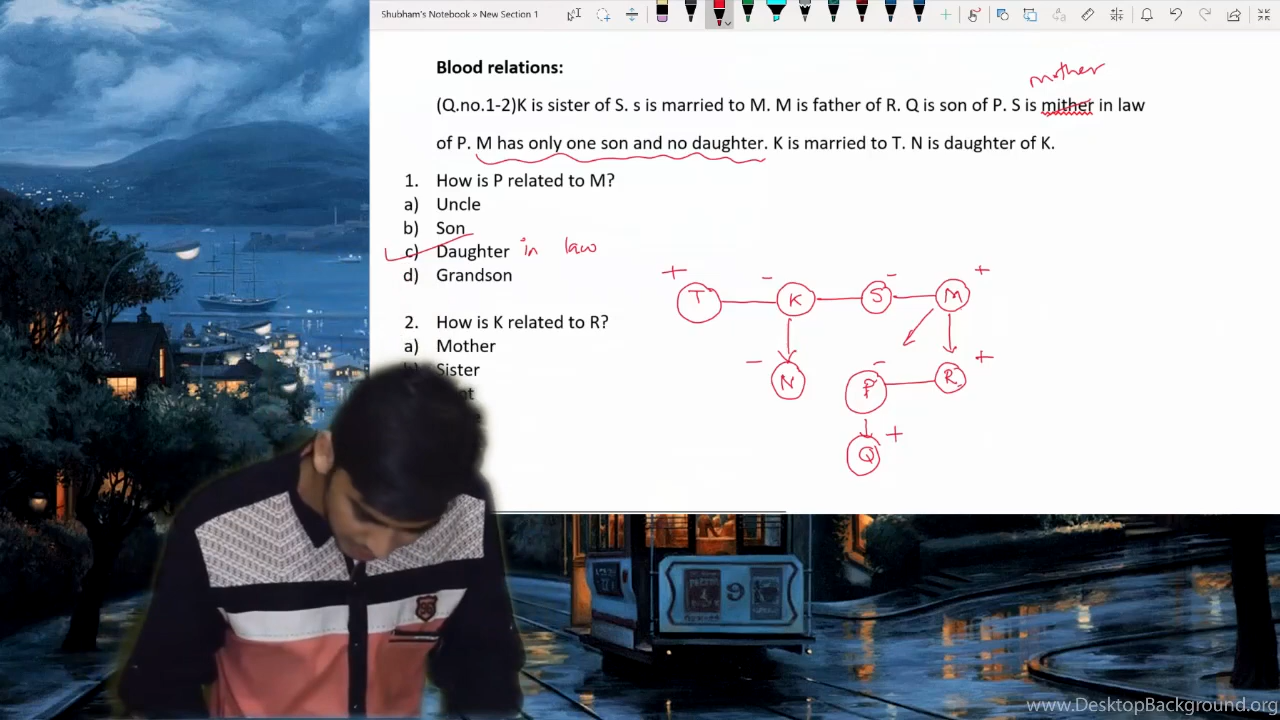 Shubham's Notebook » New Section 1
Blood relations:
mother
(Q.no.1-2)K is sister of S. s is married to M. M is father of R. Q is son of P. S is mither in law
of P. M has only one son and no daughter. K is married to T. N is daughter of K.
1. How is P related to M?
a) Uncle
b) Son
c) Daughter in law
d) Grandson
+ - - +
T K S M
2. How is K related to R?
a) Mother
- - +
Sister
N P R
+
Q
9
www.DesktopBackground.org